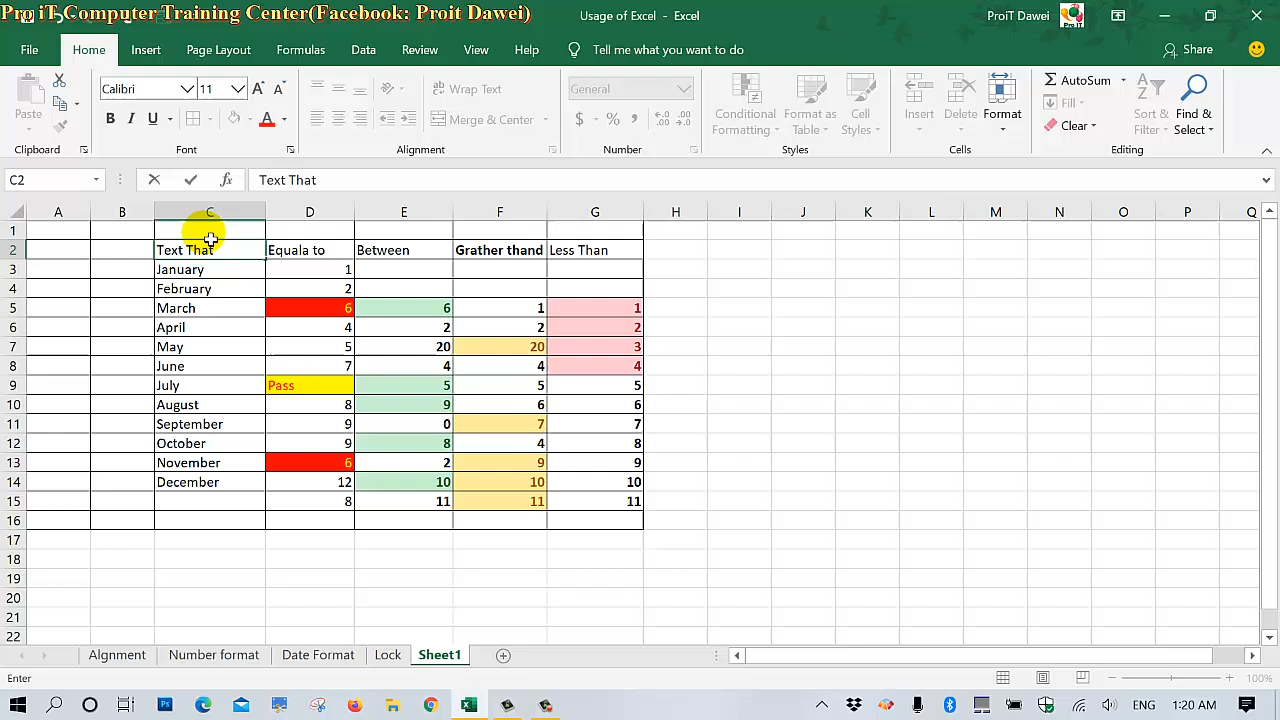 Pro iT Computer Training Center(Facebook: Proit Dawei)
Usage of Excel - Excel
ProiT Dawei
File Home Insert Page Layout Formulas Data Review View Help Tell me what you want to do Share
Paste
Clipboard
Calibri 11 A A
B I U A
Font
Wrap Text
Merge & Center
Alignment
General
$ % ,
Number
Conditional Formatting
Format as Table
Cell Styles
Styles
Insert Delete Format
Cells
AutoSum
Fill
Clear
Sort & Filter
Find & Select
Editing
C2 fx Text That
A B C D E F G H I J K L M N O P Q
1
2 Text That Equala to Between Grather thand Less Than
3 January 1
4 February 2
5 March 6 6 1 1
6 April 4 2 2 2
7 May 5 20 20 3
8 June 7 4 4 4
9 July Pass 5 5 5
10 August 8 9 6 6
11 September 9 0 7 7
12 October 9 8 4 8
13 November 6 2 9 9
14 December 12 10 10 10
15 8 11 11 11
16
17
18
19
20
21
22
Algnment Number format Date Format Lock Sheet1
Enter 100%
ENG 1:20 AM